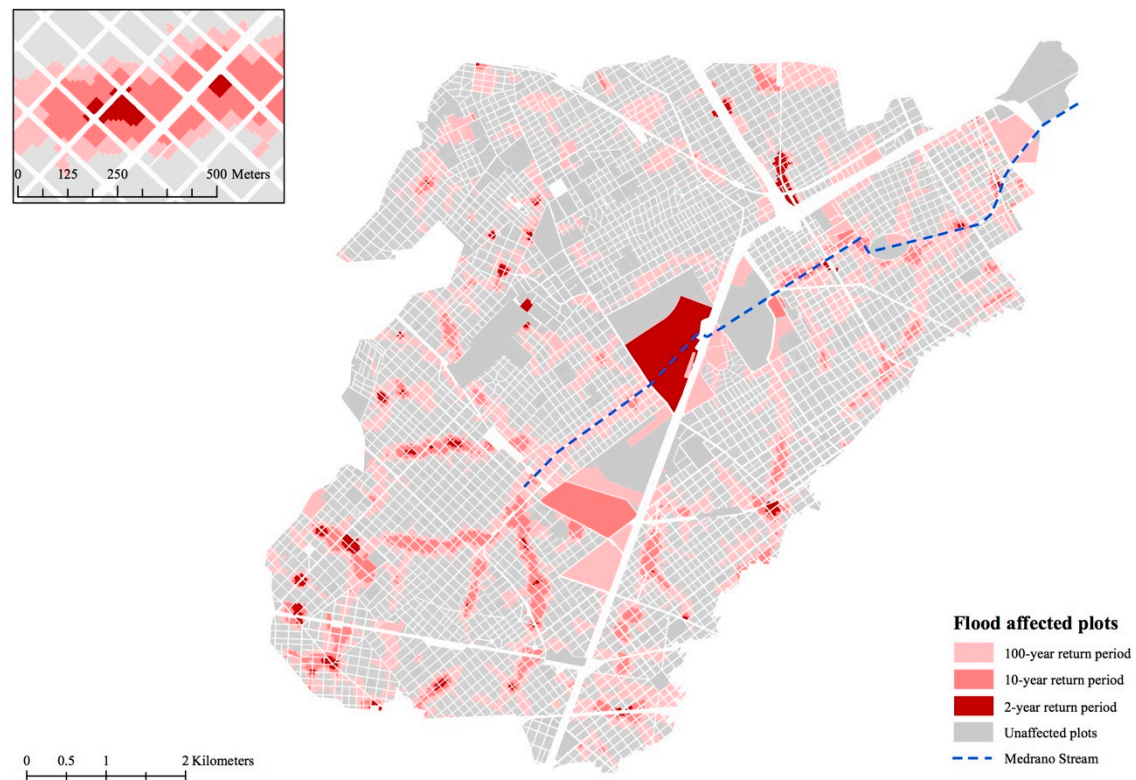 0 125 250 500 Meters
Flood affected plots
100-year return period
10-year return period
2-year return period
Unaffected plots
Medrano Stream
0 0.5 1 2 Kilometers